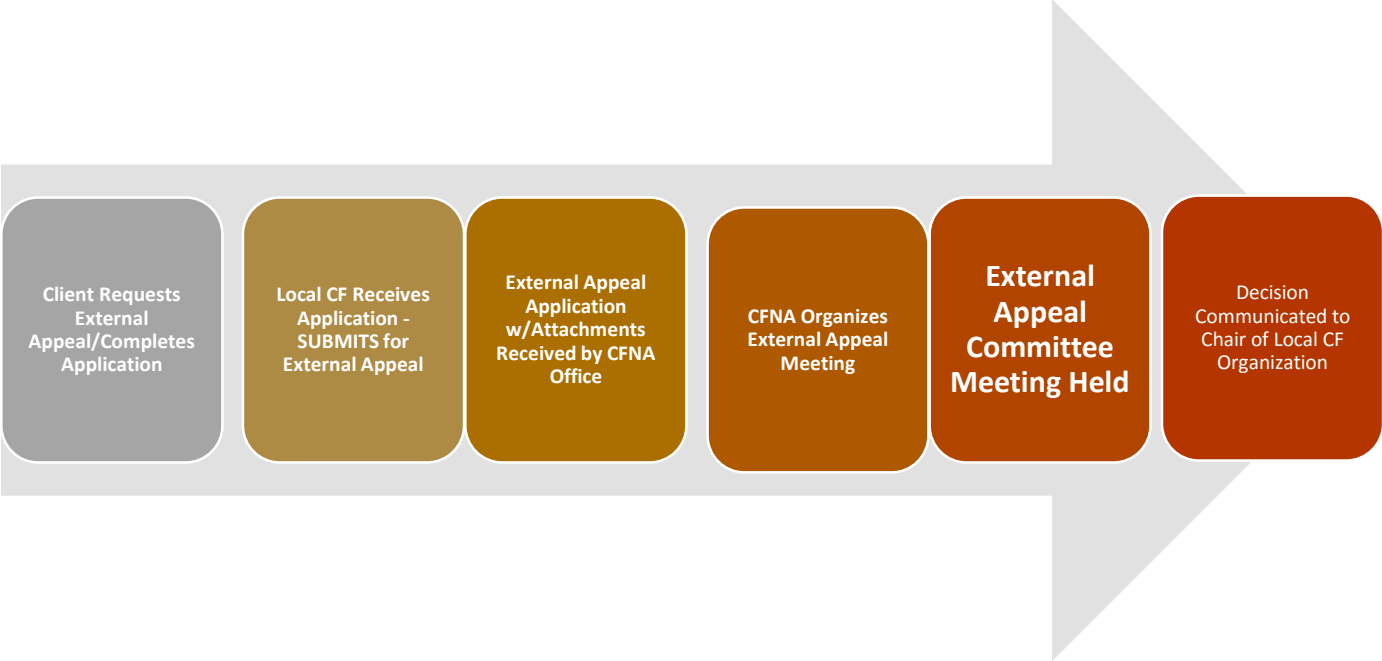 Client Requests
External
Appeal/Completes
Application
Local CF Receives
Application -
SUBMITS for
External Appeal
External Appeal
Application
w/Attachments
Received by CFNA
Office
CFNA Organizes
External Appeal
Meeting
External
Appeal
Committee
Meeting Held
Decision
Communicated to
Chair of Local CF
Organization